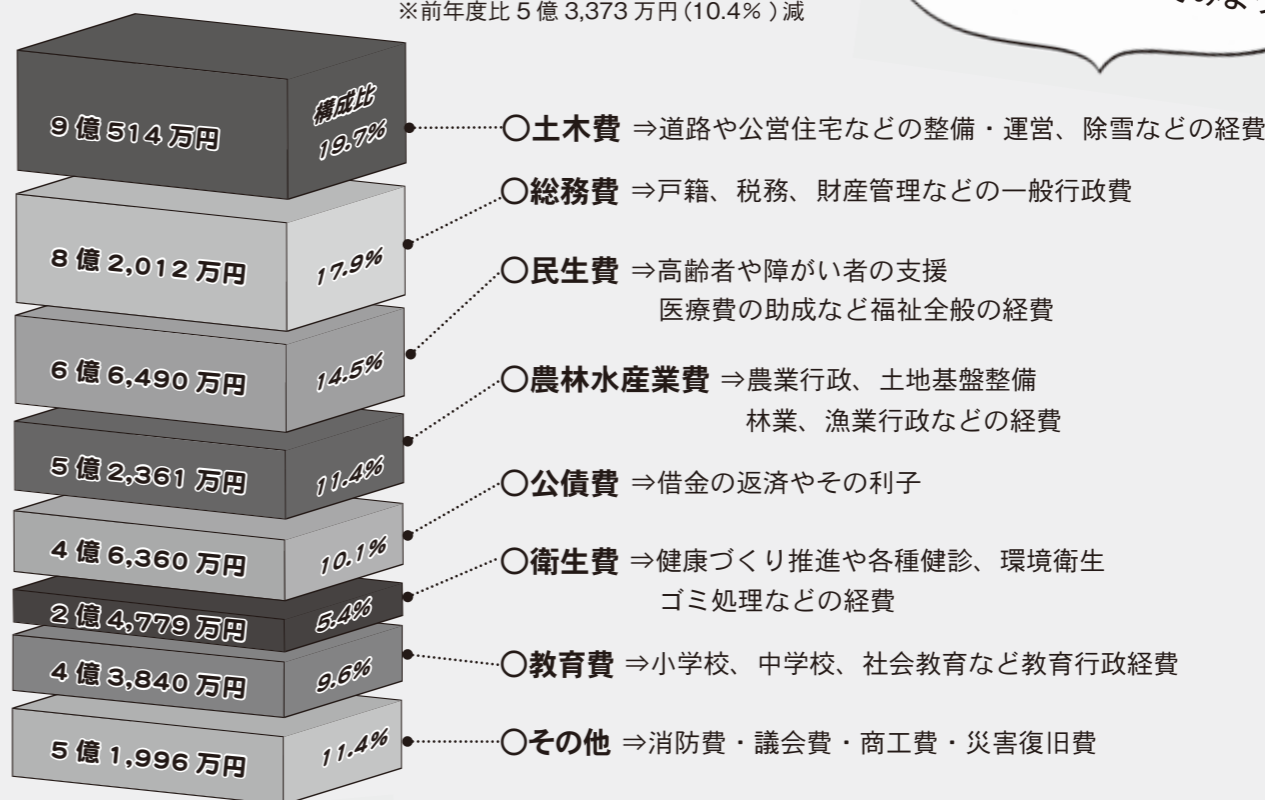 ※前年度比 5 億 3,373 万円 (10.4% ) 減
9 億 514 万円
構成比
19.7%
〇土木費 ⇒道路や公営住宅などの整備・運営、除雪などの経費
8 億 2,012 万円
17.9%
〇総務費 ⇒戸籍、税務、財産管理などの一般行政費
6 億 6,490 万円
14.5%
〇民生費 ⇒高齢者や障がい者の支援
医療費の助成など福祉全般の経費
5 億 2,361 万円
11.4%
〇農林水産業費 ⇒農業行政、土地基盤整備
林業、漁業行政などの経費
4 億 6,360 万円
10.1%
〇公債費 ⇒借金の返済やその利子
2 億 4,779 万円
5.4%
〇衛生費 ⇒健康づくり推進や各種健診、環境衛生
ゴミ処理などの経費
4 億 3,840 万円
9.6%
〇教育費 ⇒小学校、中学校、社会教育など教育行政経費
5 億 1,996 万円
11.4%
〇その他 ⇒消防費・議会費・商工費・災害復旧費